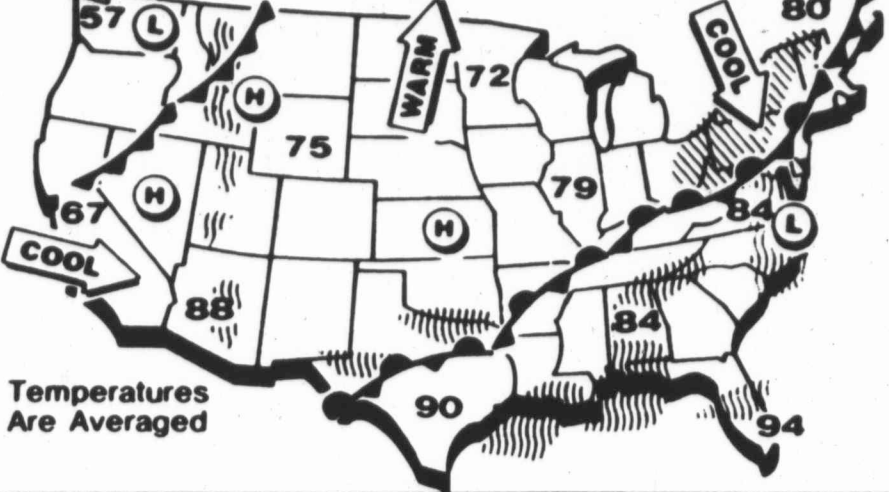 57
L
80
COOL
WARM
72
H
75
79
H
67
84
L
H
COOL
88
84
Temperatures
Are Averaged
90
94